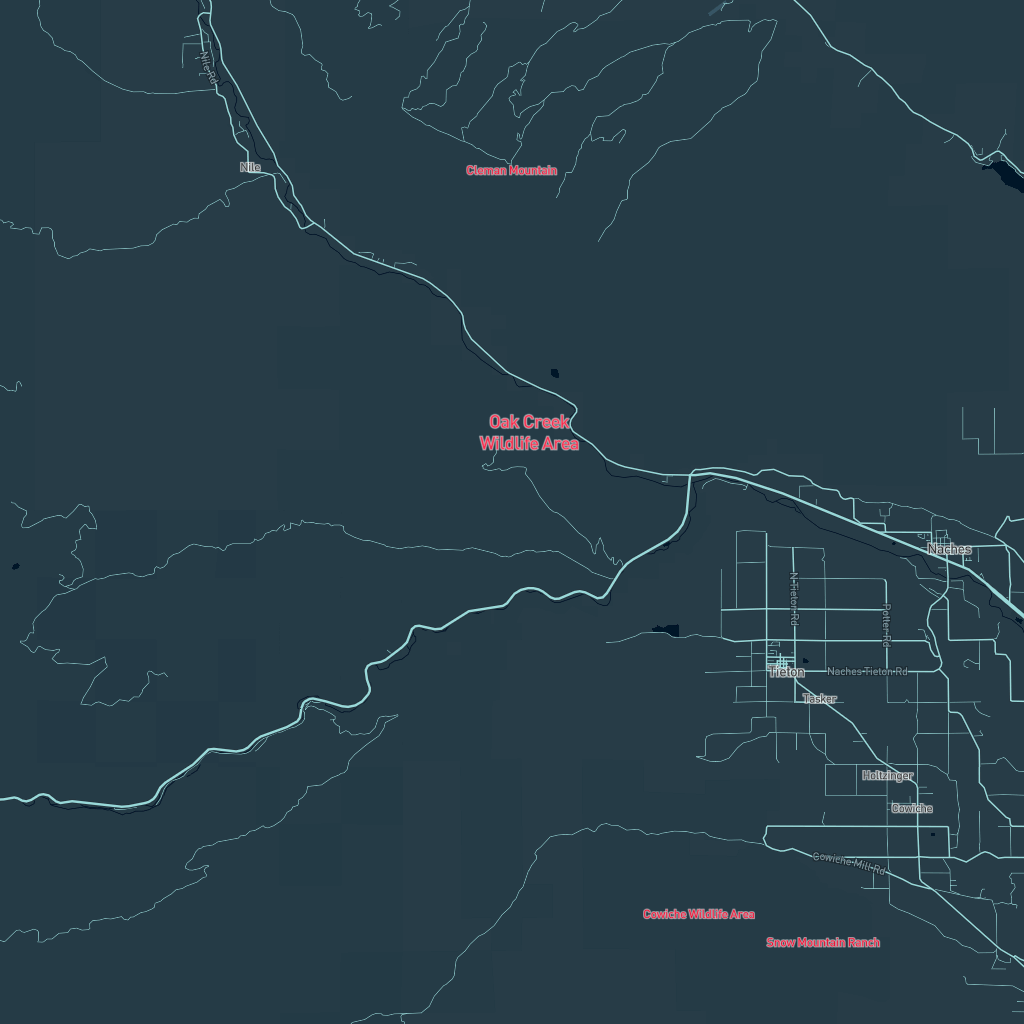 Nile Rd
Nile
Cleman Mountain
Oak Creek
Wildlife Area
Naches
N Tieton Rd
Potter Rd
Tieton
Naches Tieton Rd
Tasker
Holtzinger
Cowiche
Cowiche Mill Rd
Cowiche Wildlife Area
Snow Mountain Ranch